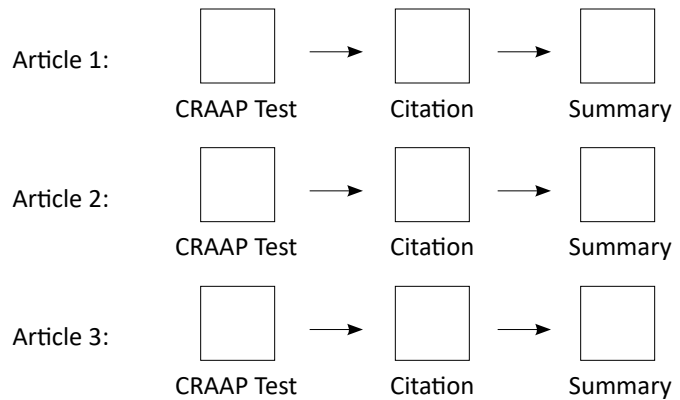 Article 1:
CRAAP Test Citation Summary
Article 2:
CRAAP Test Citation Summary
Article 3:
CRAAP Test Citation Summary